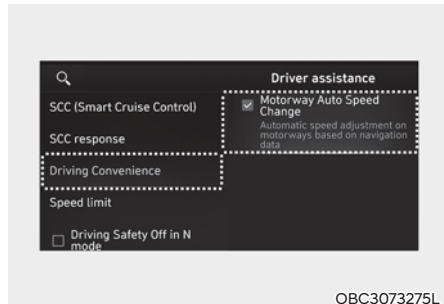 Driver assistance
SCC (Smart Cruise Control)
SCC response
Driving Convenience
Speed limit
Driving Safety Off in N
mode
Motorway Auto Speed
Change
Automatic speed adjustment on
motorways based on navigation
data
OBC3073275L